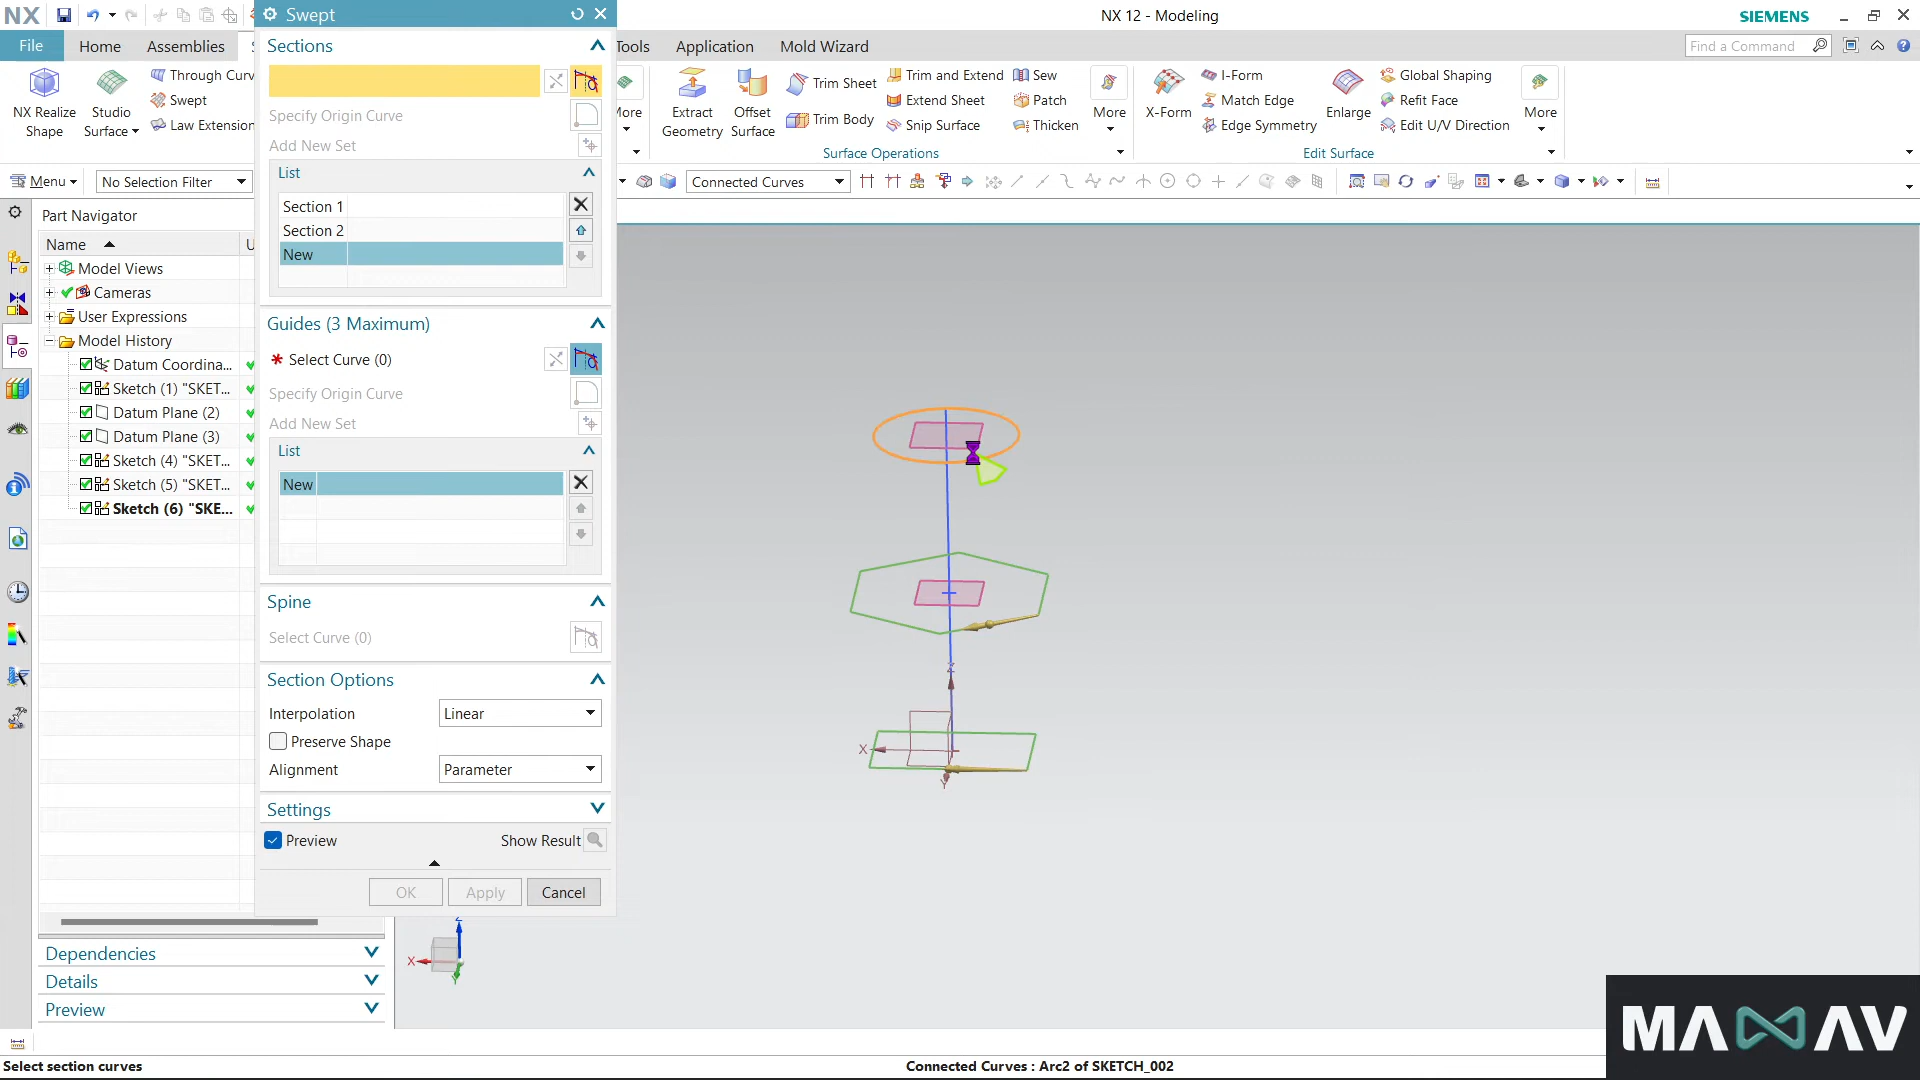 NX
Swept
NX 12 - Modeling
SIEMENS
File
Home
Assemblies
Tools
Application
Mold Wizard
Find a Command
NX Realize
Shape
Studio
Surface
Through Curv
Swept
Law Extension
More
Extract
Geometry
Offset
Surface
Trim Sheet
Trim Body
Trim and Extend
Extend Sheet
Snip Surface
Sew
Patch
Thicken
More
Surface Operations
X-Form
I-Form
Match Edge
Edge Symmetry
Enlarge
Global Shaping
Refit Face
Edit U/V Direction
More
Edit Surface
Menu
No Selection Filter
Connected Curves
Sections
Specify Origin Curve
Add New Set
List
Section 1
Section 2
New
Guides (3 Maximum)
* Select Curve (0)
Specify Origin Curve
Add New Set
List
New
Spine
Select Curve (0)
Section Options
Interpolation
Linear
Preserve Shape
Alignment
Parameter
Settings
Preview
Show Result
OK
Apply
Cancel
Part Navigator
Name
U
Model Views
Cameras
User Expressions
Model History
Datum Coordina...
Sketch (1) "SKET...
Datum Plane (2)
Datum Plane (3)
Sketch (4) "SKET...
Sketch (5) "SKET...
Sketch (6) "SKE...
Dependencies
Details
Preview
Z
X
Y
Z
X
Y
MANAV
Select section curves
Connected Curves : Arc2 of SKETCH_002